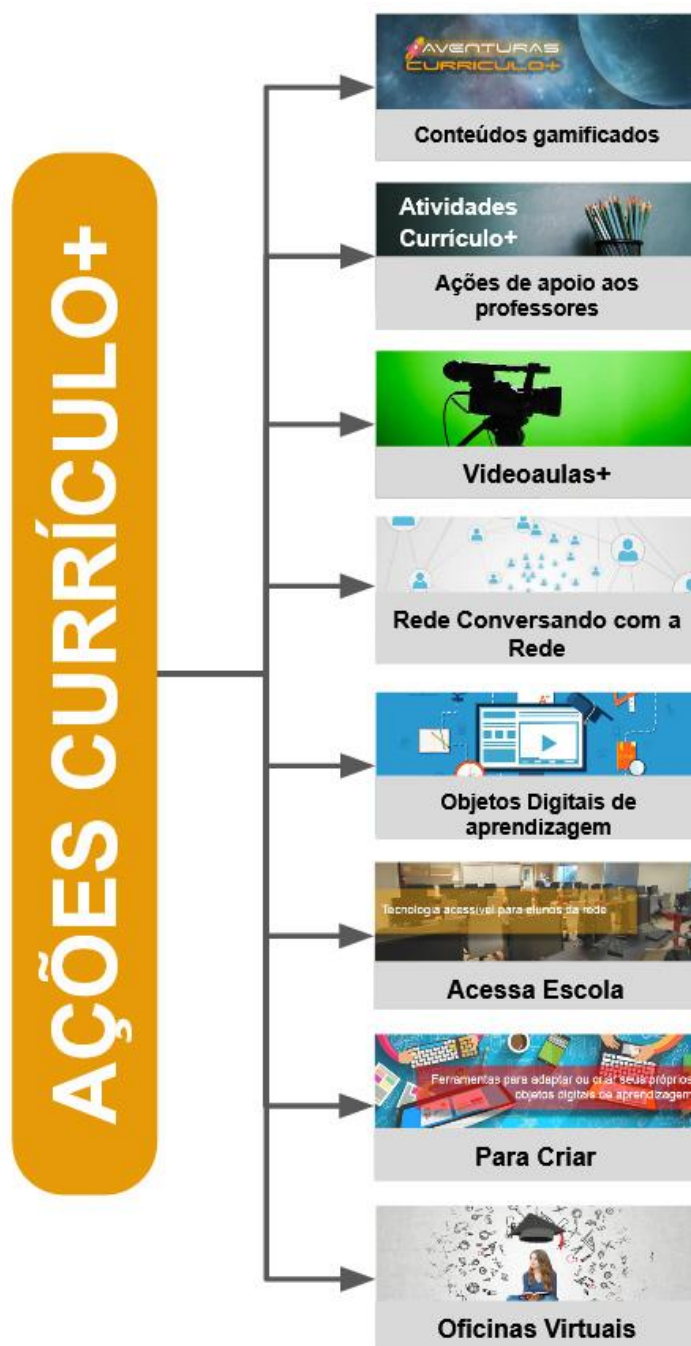 AÇÕES CURRÍCULO+
AVENTURAS
CURRÍCULO+
Conteúdos gamificados
Atividades
Currículo+
Ações de apoio aos
professores
Videoaulas+
Rede Conversando com a
Rede
A+
Objetos Digitais de
aprendizagem
Tecnologia acessível para alunos da rede
Acessa Escola
Ferramentas para adaptar ou criar seus próprios
objetos digitais de aprendizagem
Para Criar
Oficinas Virtuais